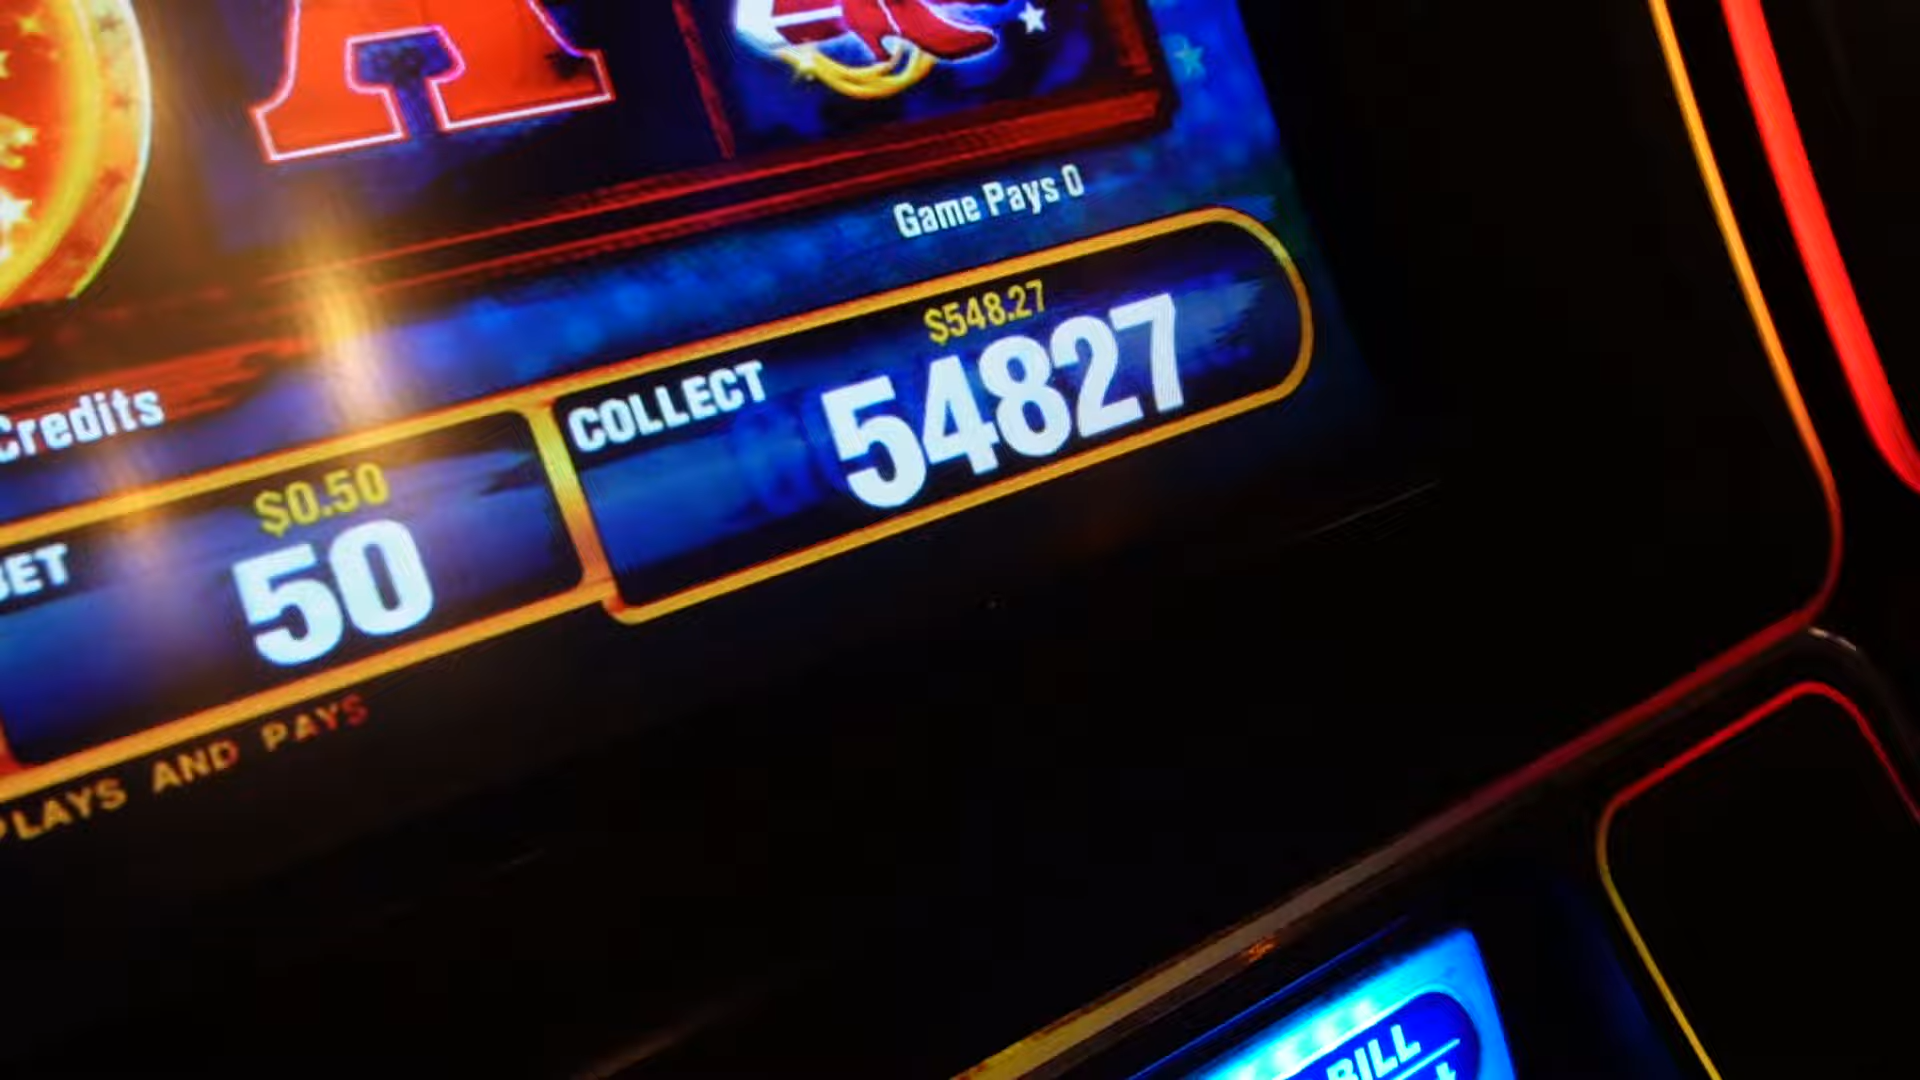 A
Game Pays 0
Credits
$548.27
COLLECT 54827
$0.50
BET 50
PLAYS AND PAYS
BILL